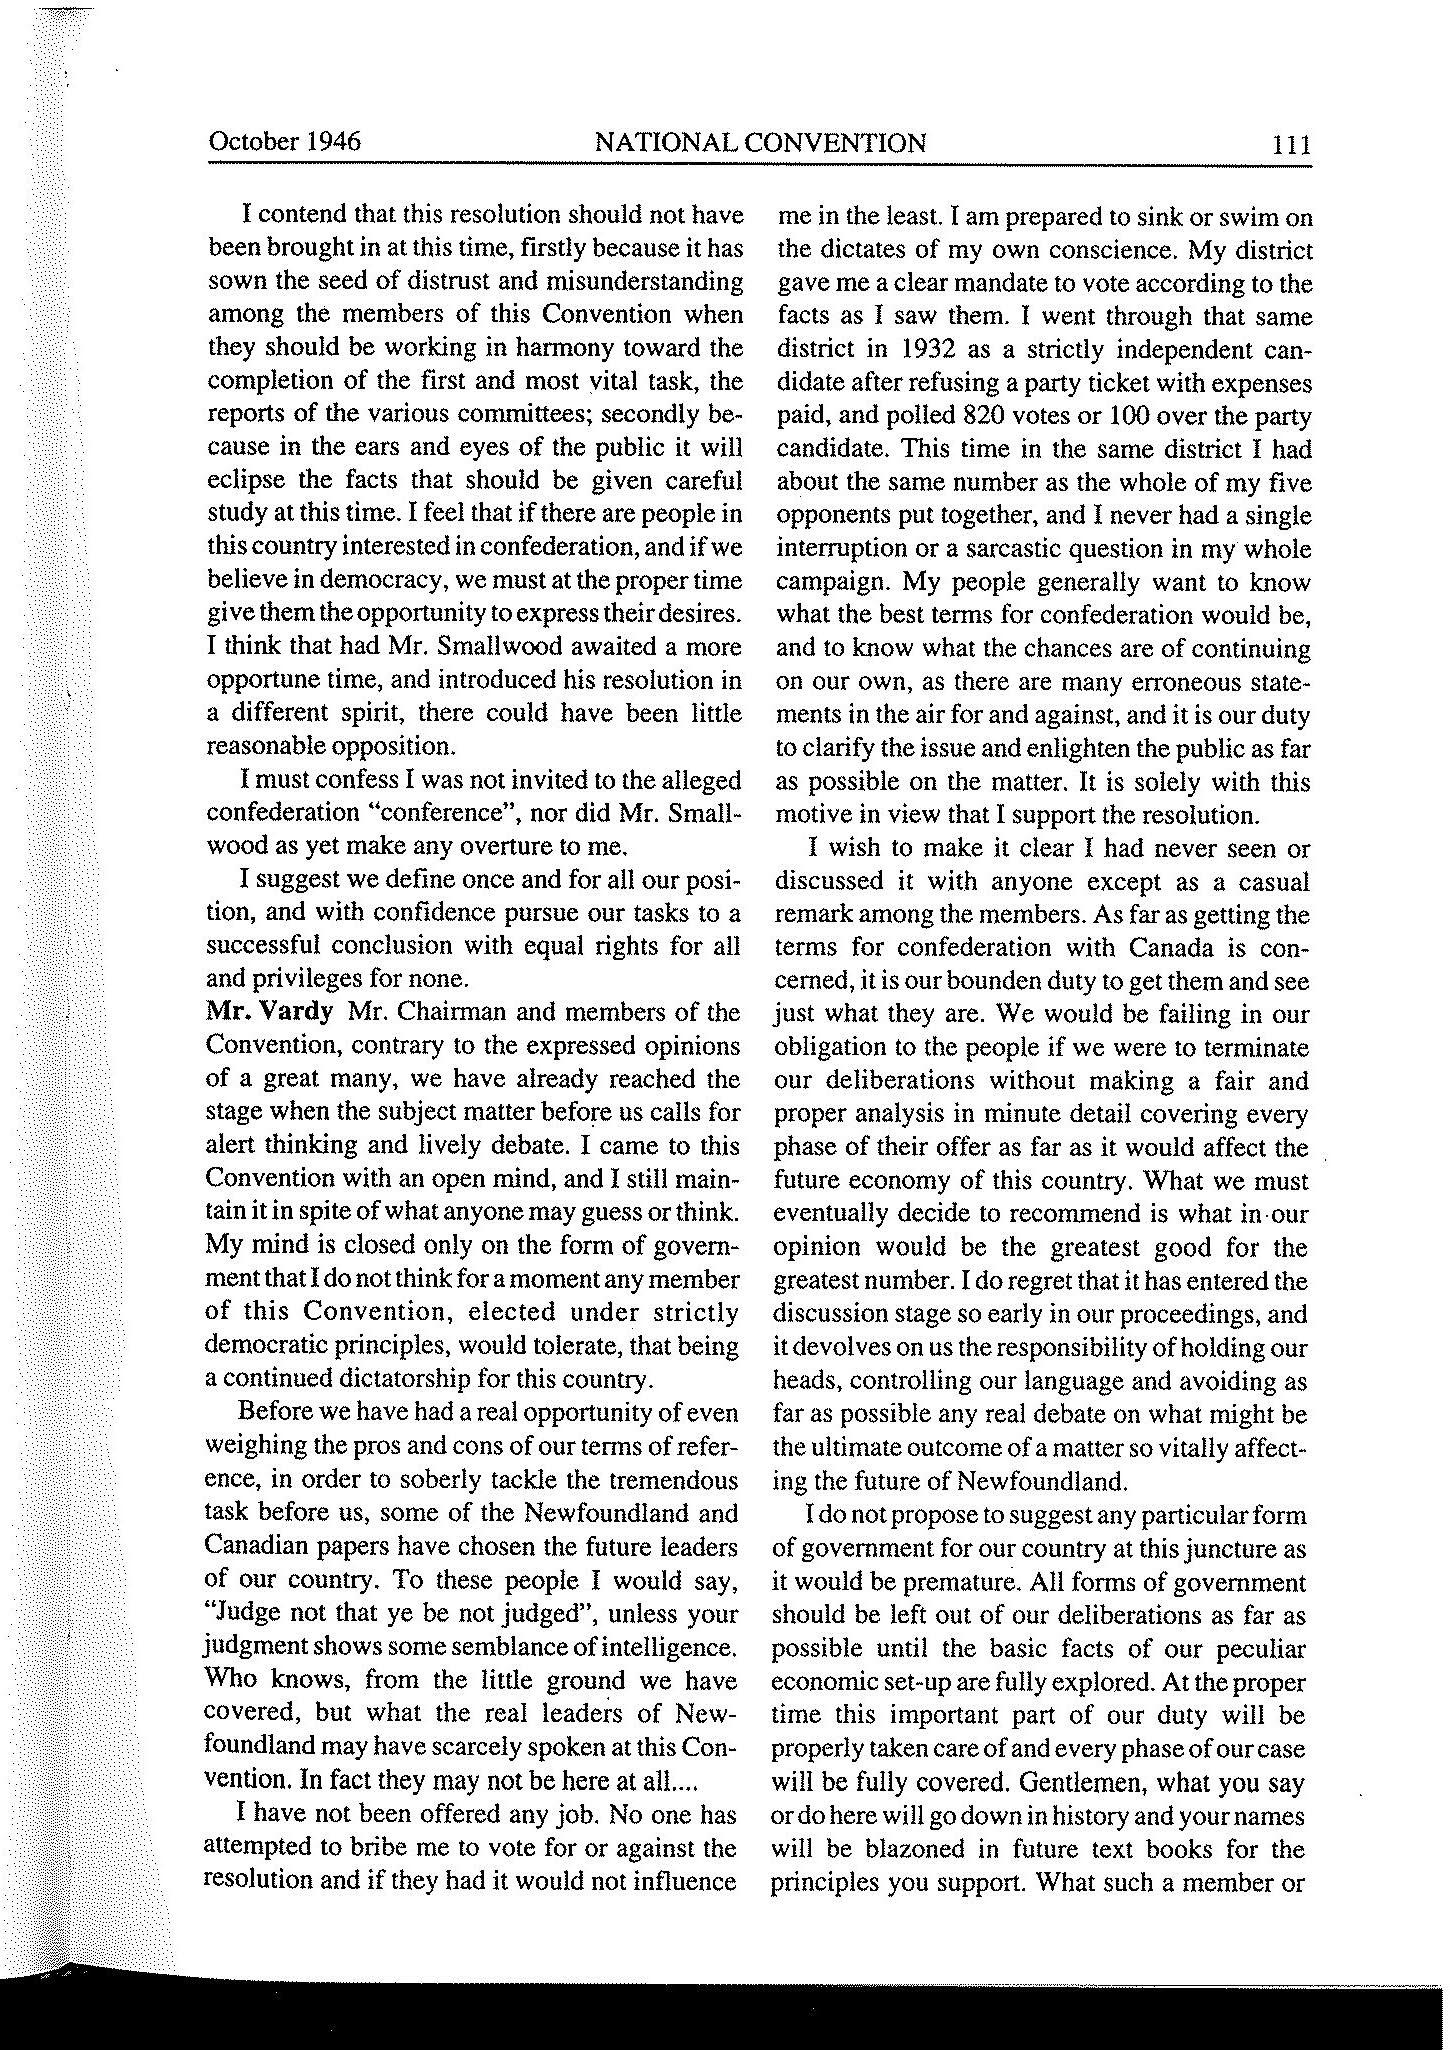 October 1946
NATIONAL CONVENTION
111
I contend that this resolution should not have
been brought in at this time, firstly because it has
sown the seed of distrust and misunderstanding
among the members of this Convention when
they should be working in harmony toward the
completion of the first and most vital task, the
reports of the various committees; secondly be-
cause in the ears and eyes of the public it will
eclipse the facts that should be given careful
study at this time. I feel that if there are people in
this country interested in confederation, and if we
believe in democracy, we must at the proper time
give them the opportunity to express their desires.
I think that had Mr. Smallwood awaited a more
opportune time, and introduced his resolution in
a different spirit, there could have been little
reasonable opposition.
I must confess I was not invited to the alleged
confederation “conference”, nor did Mr. Small-
wood as yet make any overture to me.
I suggest we define once and for all our posi-
tion, and with confidence pursue our tasks to a
successful conclusion with equal rights for all
and privileges for none.
Mr. Vardy Mr. Chairman and members of the
Convention, contrary to the expressed opinions
of a great many, we have already reached the
stage when the subject matter before us calls for
alert thinking and lively debate. I came to this
Convention with an open mind, and I still main-
tain it in spite of what anyone may guess or think.
My mind is closed only on the form of govern-
ment that I do not think for a moment any member
of this Convention, elected under strictly
democratic principles, would tolerate, that being
a continued dictatorship for this country.
Before we have had a real opportunity of even
weighing the pros and cons of our terms of refer-
ence, in order to soberly tackle the tremendous
task before us, some of the Newfoundland and
Canadian papers have chosen the future leaders
of our country. To these people I would say,
“Judge not that ye be not judged”, unless your
judgment shows some semblance of intelligence.
Who knows, from the little ground we have
covered, but what the real leaders of New-
foundland may have scarcely spoken at this Con-
vention. In fact they may not be here at all....
I have not been offered any job. No one has
attempted to bribe me to vote for or against the
resolution and if they had it would not influence
me in the least. I am prepared to sink or swim on
the dictates of my own conscience. My district
gave me a clear mandate to vote according to the
facts as I saw them. I went through that same
district in 1932 as a strictly independent can-
didate after refusing a party ticket with expenses
paid, and polled 820 votes or 100 over the party
candidate. This time in the same district I had
about the same number as the whole of my five
opponents put together, and I never had a single
interruption or a sarcastic question in my whole
campaign. My people generally want to know
what the best terms for confederation would be,
and to know what the chances are of continuing
on our own, as there are many erroneous state-
ments in the air for and against, and it is our duty
to clarify the issue and enlighten the public as far
as possible on the matter. It is solely with this
motive in view that I support the resolution.
I wish to make it clear I had never seen or
discussed it with anyone except as a casual
remark among the members. As far as getting the
terms for confederation with Canada is con-
cerned, it is our bounden duty to get them and see
just what they are. We would be failing in our
obligation to the people if we were to terminate
our deliberations without making a fair and
proper analysis in minute detail covering every
phase of their offer as far as it would affect the
future economy of this country. What we must
eventually decide to recommend is what in our
opinion would be the greatest good for the
greatest number. I do regret that it has entered the
discussion stage so early in our proceedings, and
it devolves on us the responsibility of holding our
heads, controlling our language and avoiding as
far as possible any real debate on what might be
the ultimate outcome of a matter so vitally affect-
ing the future of Newfoundland.
I do not propose to suggest any particular form
of government for our country at this juncture as
it would be premature. All forms of government
should be left out of our deliberations as far as
possible until the basic facts of our peculiar
economic set-up are fully explored. At the proper
time this important part of our duty will be
properly taken care of and every phase of our case
will be fully covered. Gentlemen, what you say
or do here will go down in history and your names
will be blazoned in future text books for the
principles you support. What such a member or